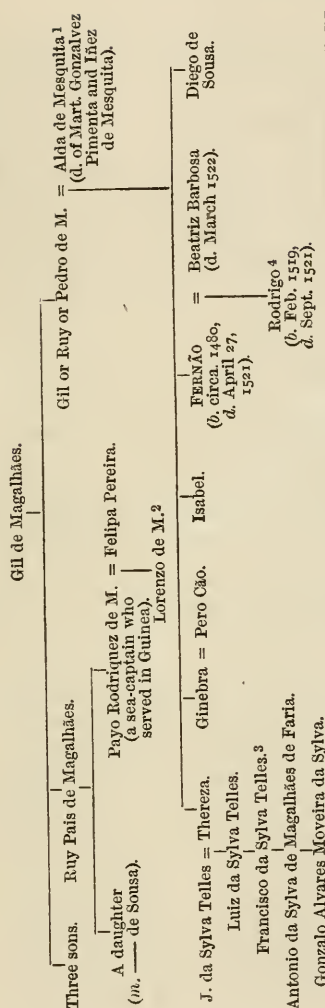 Gil de Magalhães.
Three sons. Ruy Pais de Magalhães. Gil or Ruy or Pedro de M. = Alda de Mesquita 1
(d. of Mart. Gonzalvez
Pimenta and Iñez
de Mesquita).
A daughter
(m. —— de Sousa).
Payo Rodriquez de M. = Felipa Pereira.
(a sea-captain who
served in Guinea).
Lorenzo de M.2
J. da Sylva Telles = Thereza. Ginebra = Pero Cão. Isabel. FERNÃO = Beatriz Barbosa Diego de
(b. circa. 1480, (d. March 1522). Sousa.
d. April 27,
1521).
Luiz da Sylva Telles.
Rodrigo 4
(b. Feb. 1519,
d. Sept. 1521).
Francisco da Sylva Telles.3
Antonio da Sylva de Magalhães de Faria.
Gonzalo Alvares Moveira da Sylva.